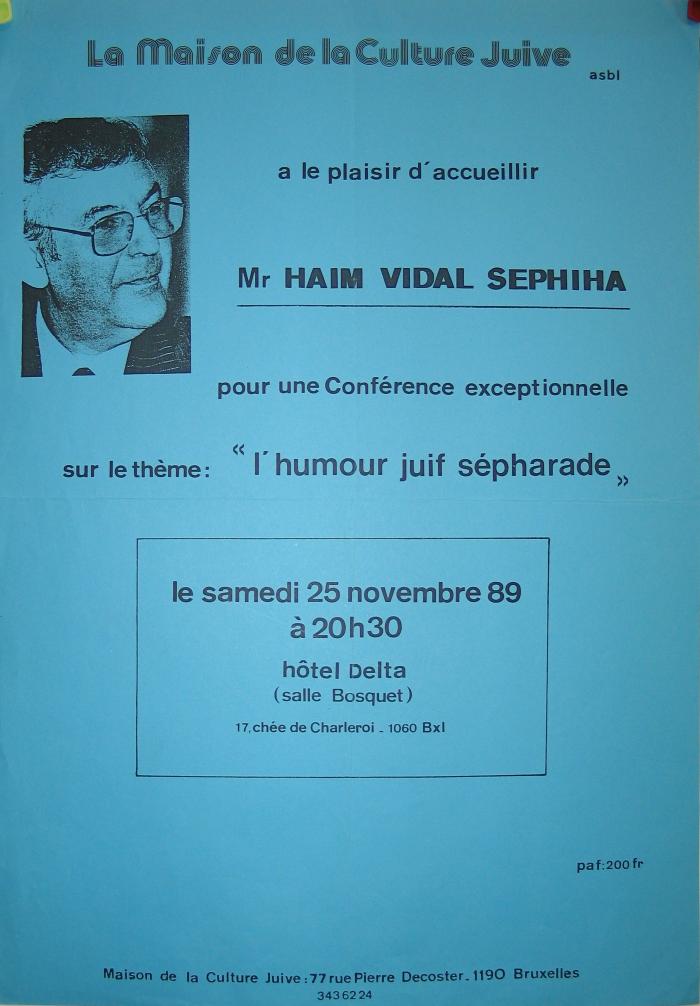 La Maison de la Culture Juive
asbl
a le plaisir d´accueillir
Mr HAIM VIDAL SEPHIHA
pour une Conférence exceptionnelle
sur le thème: “ l´humour juif sépharade „
le samedi 25 novembre 89
à 20h30
hôtel Delta
(salle Bosquet)
17, chée de Charleroi - 1060 Bxl
paf:200 fr
Maison de la Culture Juive : 77 rue Pierre Decoster - 1190 Bruxelles
343 62 24